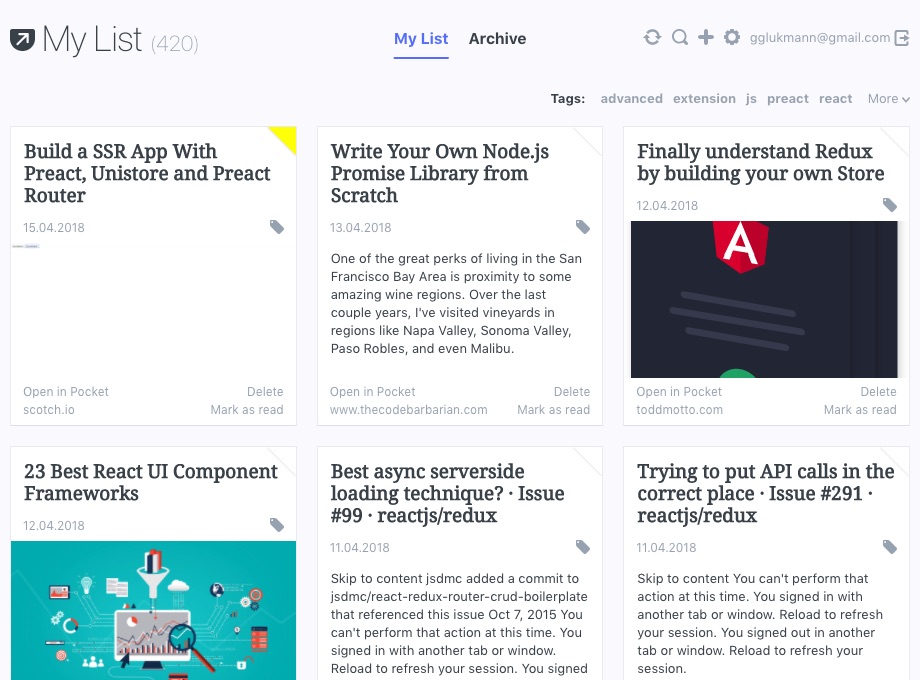 My List (420)
My List Archive
gglukmann@gmail.com
Tags: advanced extension js preact react More
Build a SSR App With
Preact, Unistore and Preact
Router
15.04.2018
Open in Pocket Delete
scotch.io Mark as read
Write Your Own Node.js
Promise Library from
Scratch
13.04.2018
One of the great perks of living in the San
Francisco Bay Area is proximity to some
amazing wine regions. Over the last
couple years, I've visited vineyards in
regions like Napa Valley, Sonoma Valley,
Paso Robles, and even Malibu.
Open in Pocket Delete
www.thecodebarbarian.com Mark as read
Finally understand Redux
by building your own Store
12.04.2018
A
Open in Pocket Delete
toddmotto.com Mark as read
23 Best React UI Component
Frameworks
12.04.2018
Best async serverside
loading technique? · Issue
#99 · reactjs/redux
11.04.2018
Skip to content jsdmc added a commit to
jsdmc/react-redux-router-crud-boilerplate
that referenced this issue Oct 7, 2015 You
can't perform that action at this time. You
signed in with another tab or window.
Reload to refresh your session. You signed
Trying to put API calls in the
correct place · Issue #291 ·
reactjs/redux
11.04.2018
Skip to content You can't perform that
action at this time. You signed in with
another tab or window. Reload to refresh
your session. You signed out in another
tab or window. Reload to refresh your
session.